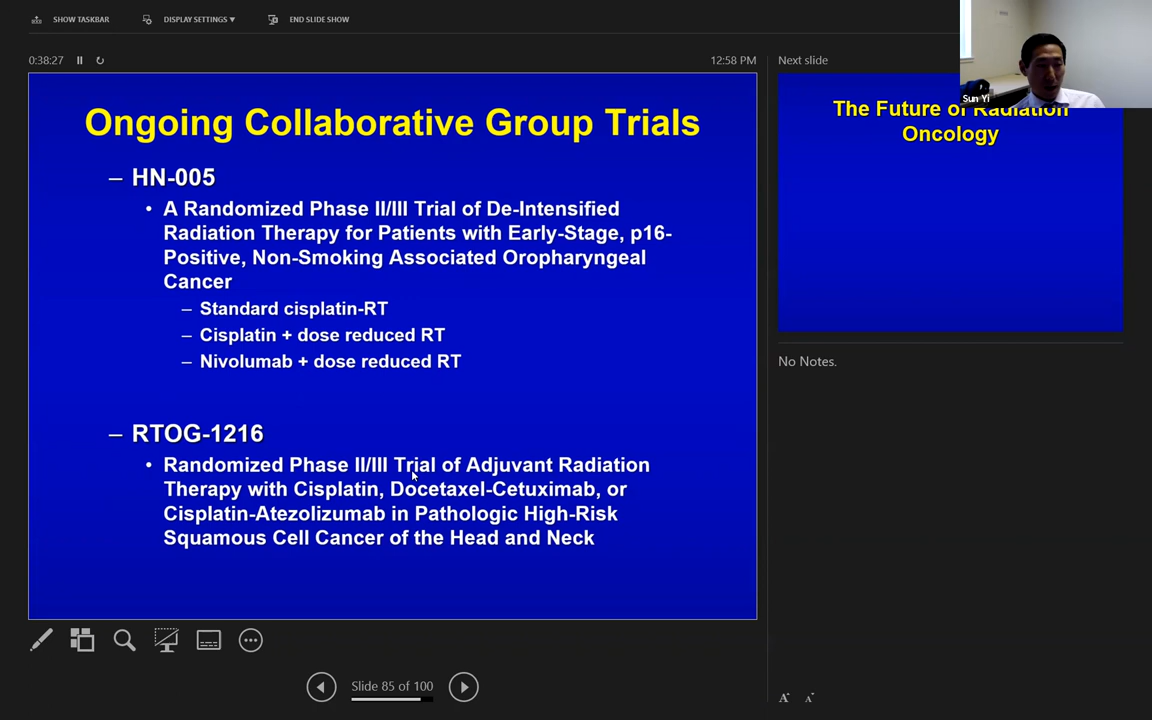 SHOW TASKBAR
DISPLAY SETTINGS ▼
END SLIDE SHOW
0:38:27
12:58 PM
Ongoing Collaborative Group Trials
– HN-005
• A Randomized Phase II/III Trial of De-Intensified
Radiation Therapy for Patients with Early-Stage, p16-
Positive, Non-Smoking Associated Oropharyngeal
Cancer
– Standard cisplatin-RT
– Cisplatin + dose reduced RT
– Nivolumab + dose reduced RT
– RTOG-1216
• Randomized Phase II/III Trial of Adjuvant Radiation
Therapy with Cisplatin, Docetaxel-Cetuximab, or
Cisplatin-Atezolizumab in Pathologic High-Risk
Squamous Cell Cancer of the Head and Neck
Slide 85 of 100
Next slide
Sun Yi
The Future of Radiation
Oncology
No Notes.
A A